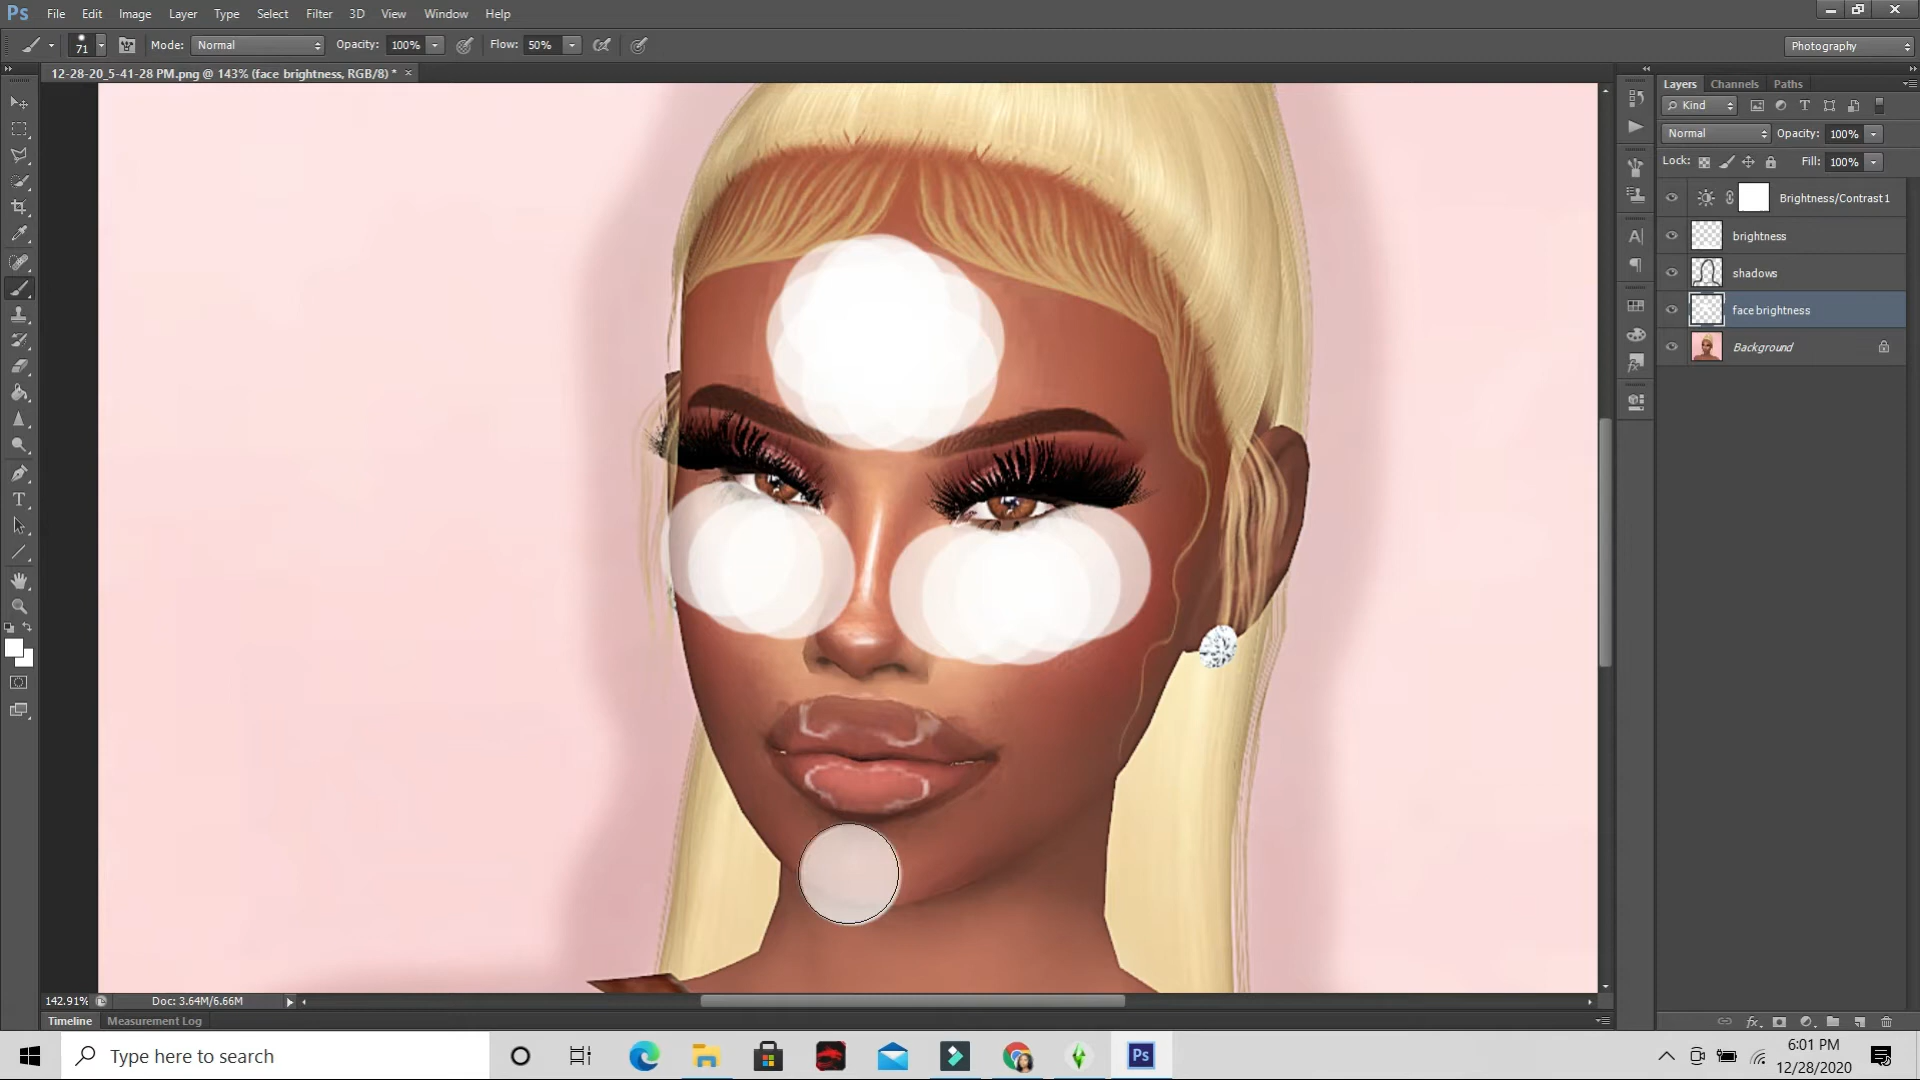 Ps File Edit Image Layer Type Select Filter 3D View Window Help
71 Mode: Normal Opacity: 100% Flow: 50% Photography
12-28-20_5-41-28 PM.png @ 143% (face brightness, RGB/8) * ×
Layers Channels Paths
Kind
Normal Opacity: 100%
Lock: Fill: 100%
Brightness/Contrast 1
brightness
shadows
face brightness
Background
142.91% Doc: 3.64M/6.66M
Timeline Measurement Log
Type here to search
Ps
6:01 PM
12/28/2020